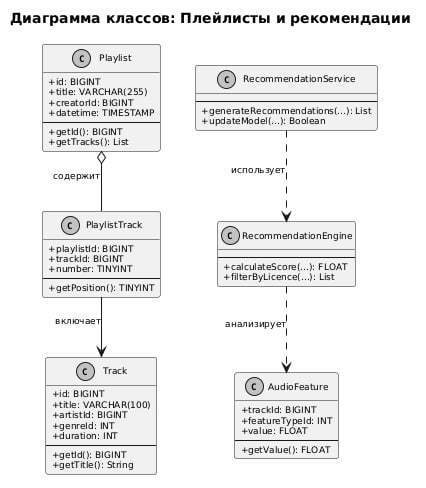 Диаграмма классов: Плейлисты и рекомендации
C Playlist
+id: BIGINT
+title: VARCHAR(255)
+creatorId: BIGINT
+datetime: TIMESTAMP
+getId(): BIGINT
+getTracks(): List
содержит
C PlaylistTrack
+playlistId: BIGINT
+trackId: BIGINT
+number: TINYINT
+getPosition(): TINYINT
включает
C Track
+id: BIGINT
+title: VARCHAR(100)
+artistId: BIGINT
+genreId: INT
+duration: INT
+getId(): BIGINT
+getTitle(): String
C RecommendationService
+generateRecommendations(...): List
+updateModel(...): Boolean
использует
C RecommendationEngine
+calculateScore(...): FLOAT
+filterByLicence(...): List
анализирует
C AudioFeature
+trackId: BIGINT
+featureTypeId: INT
+value: FLOAT
+getValue(): FLOAT